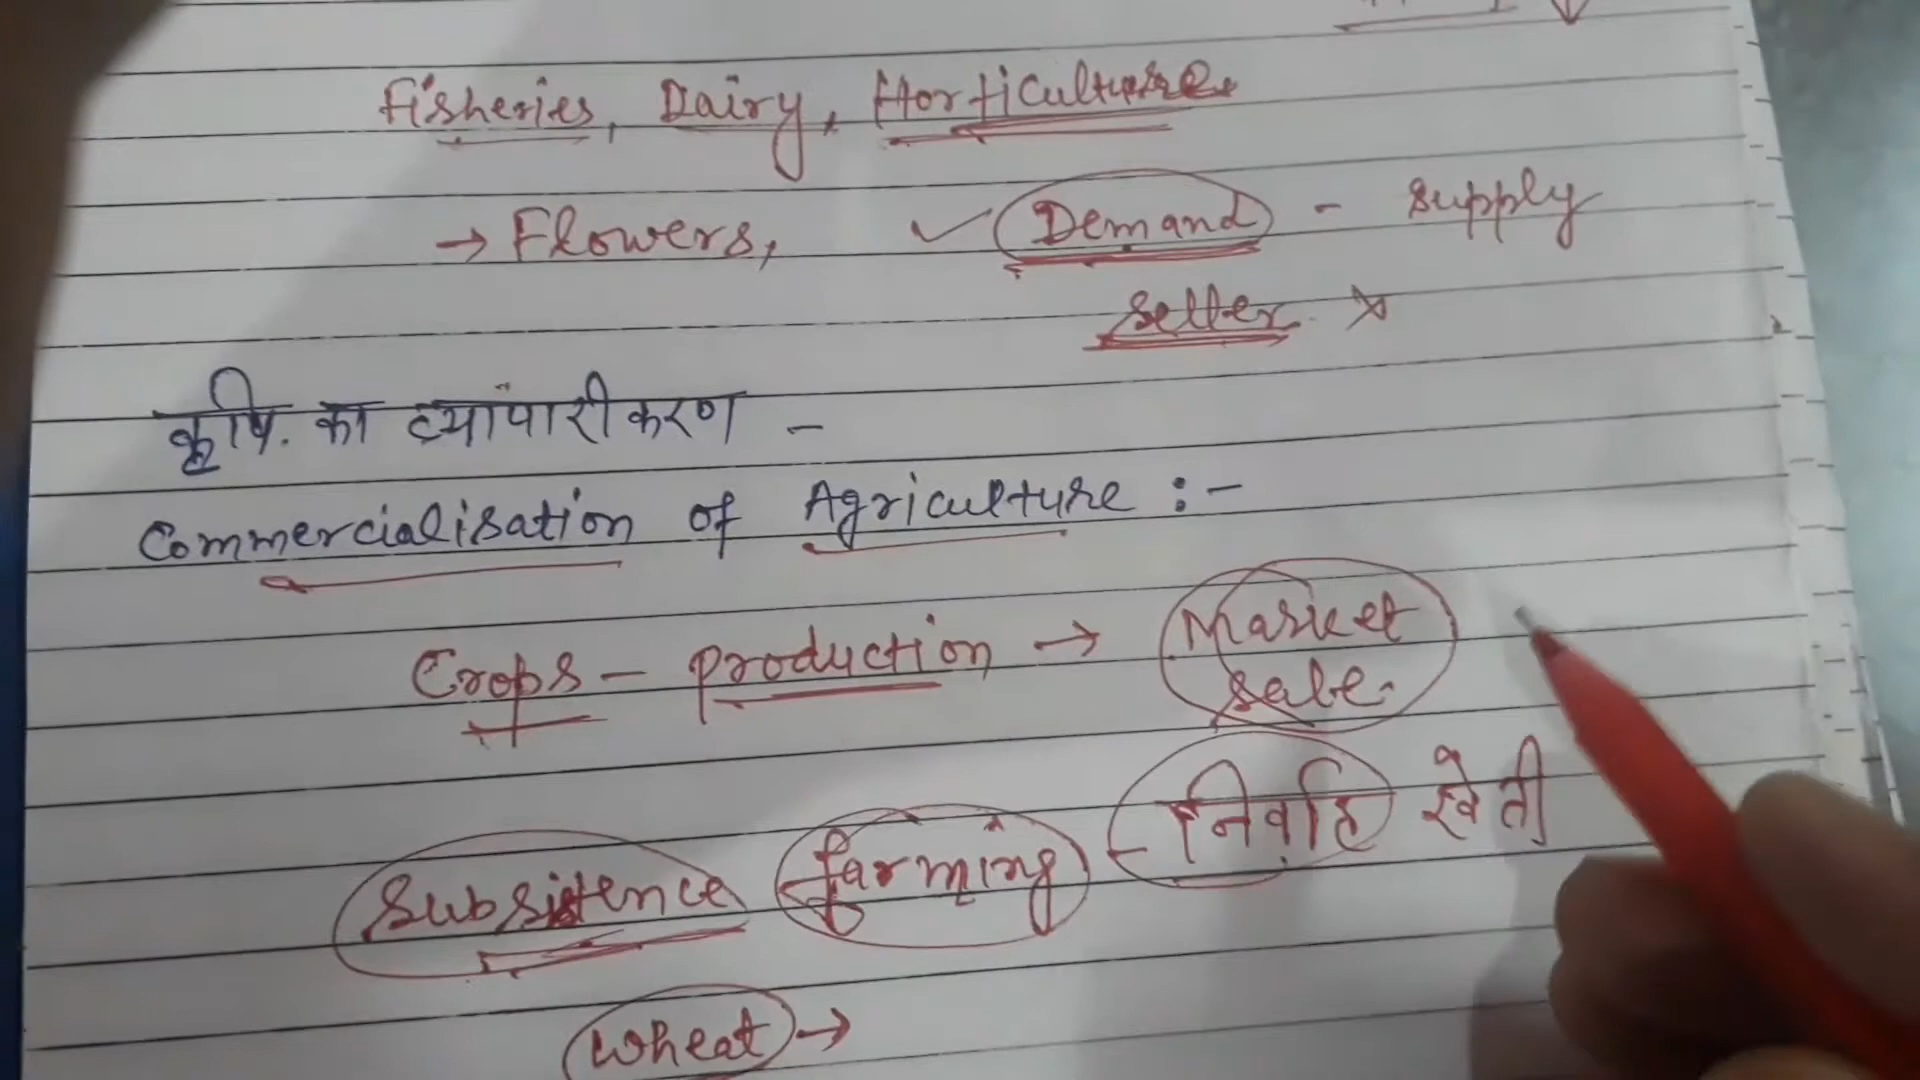 Fisheries, Dairy, Horticulture
→ Flowers, ✓ Demand - Supply
Seller ×
कृषि का व्यापारीकरण -
Commercialisation of Agriculture :-
Crops - production → Market
Sale
Subsistence farming - निर्वाह खेती
Wheat →